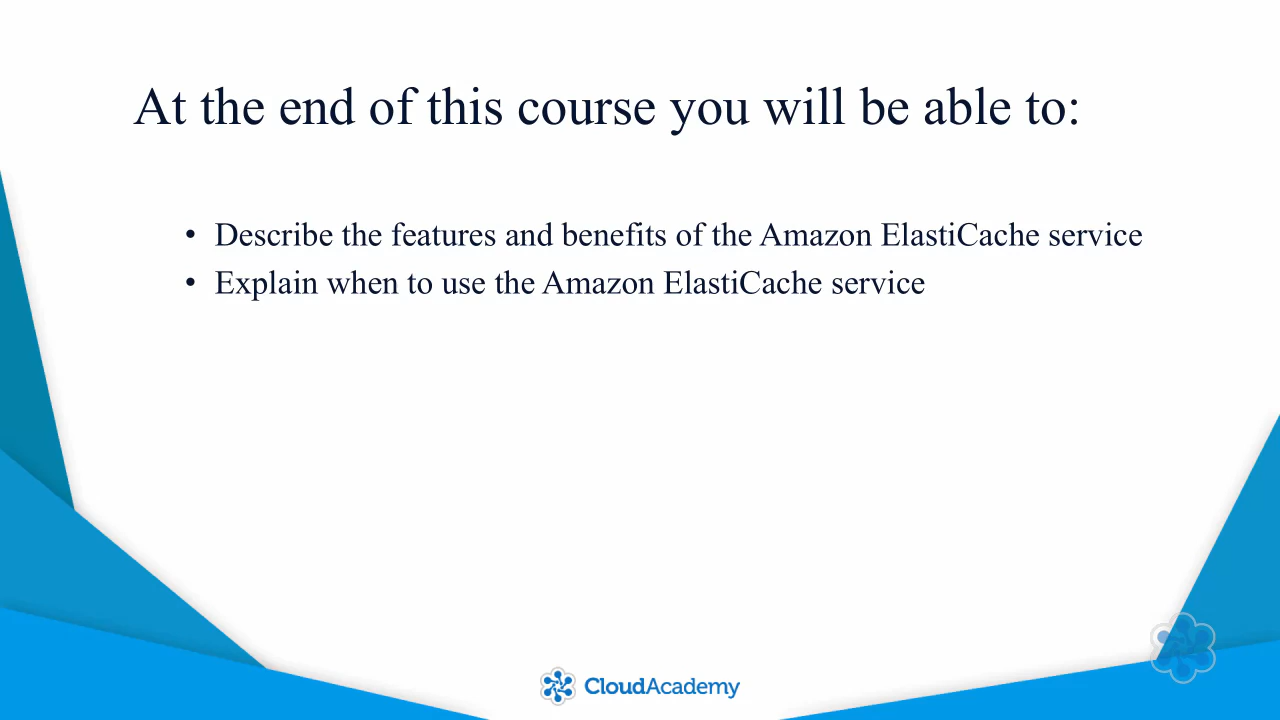 At the end of this course you will be able to:
• Describe the features and benefits of the Amazon ElastiCache service
• Explain when to use the Amazon ElastiCache service
CloudAcademy